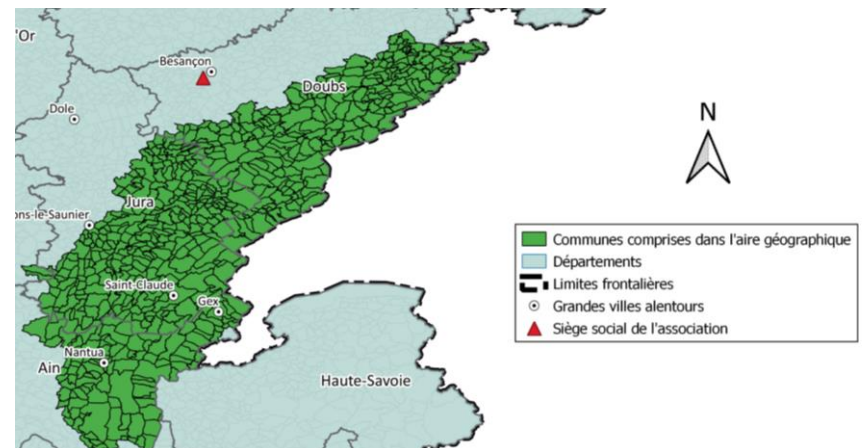 'Or
Besançon
Doubs
Dole
N
Jura
ons-le-Saunier
Communes comprises dans l'aire géographique
Départements
Limites frontalières
Saint-Claude
Grandes villes alentours
Gex
Siège social de l'association
Nantua
Ain
Haute-Savoie